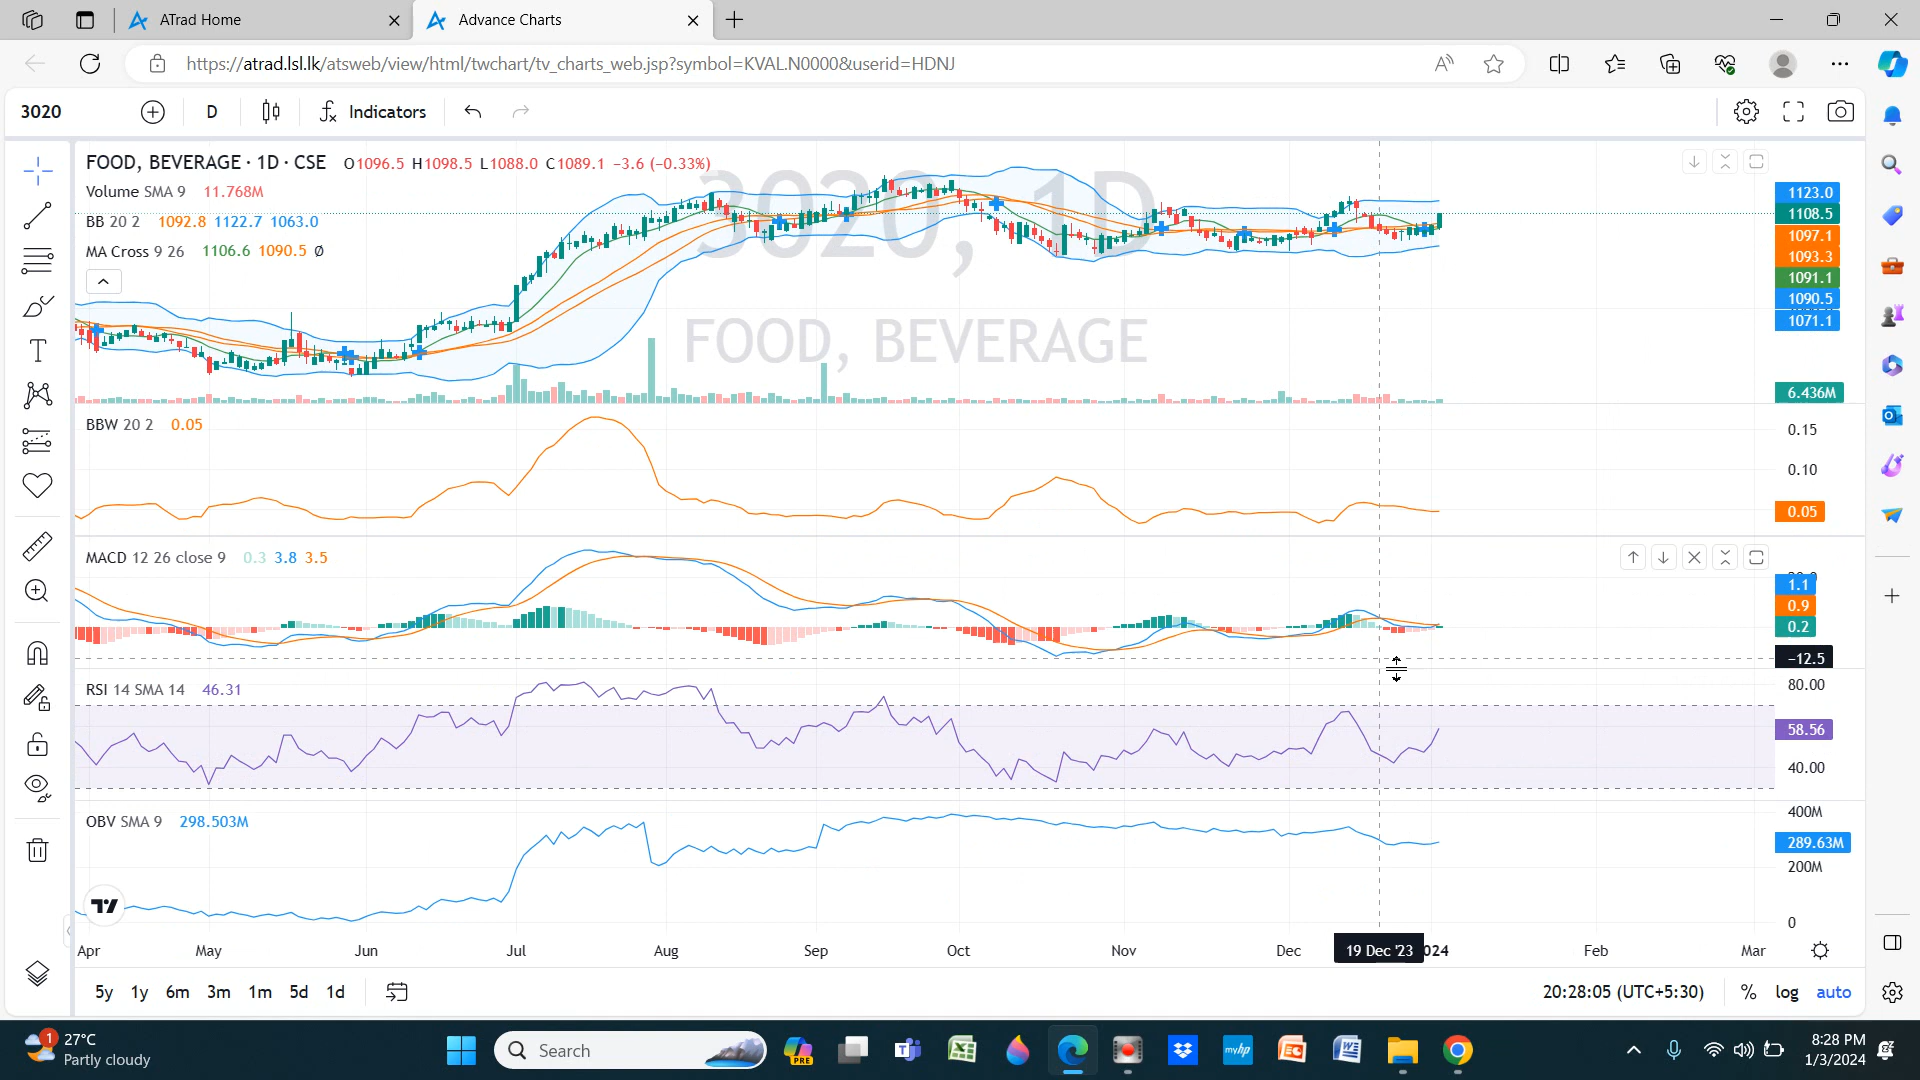 ATrad Home
Advance Charts
https://atrad.lsl.lk/atsweb/view/html/twchart/tv_charts_web.jsp?symbol=KVAL.N0000&userid=HDNJ
3020
D
Indicators
FOOD, BEVERAGE · 1D · CSE O1096.5 H1098.5 L1088.0 C1089.1 −3.6 (−0.33%)
Volume SMA 9 11.768M
BB 20 2 1092.8 1122.7 1063.0
MA Cross 9 26 1106.6 1090.5 Ø
3020, 1D
FOOD, BEVERAGE
1123.0
1108.5
1097.1
1093.3
1091.1
1090.5
1071.1
6.436M
BBW 20 2 0.05
0.15
0.10
0.05
MACD 12 26 close 9 0.3 3.8 3.5
1.1
0.9
0.2
−12.5
RSI 14 SMA 14 46.31
80.00
58.56
40.00
OBV SMA 9 298.503M
400M
289.63M
200M
0
Apr May Jun Jul Aug Sep Oct Nov Dec 19 Dec '23 024 Feb Mar
5y 1y 6m 3m 1m 5d 1d
20:28:05 (UTC+5:30) % log auto
1
27°C
Partly cloudy
Search
PRE
myhp
8:28 PM
1/3/2024